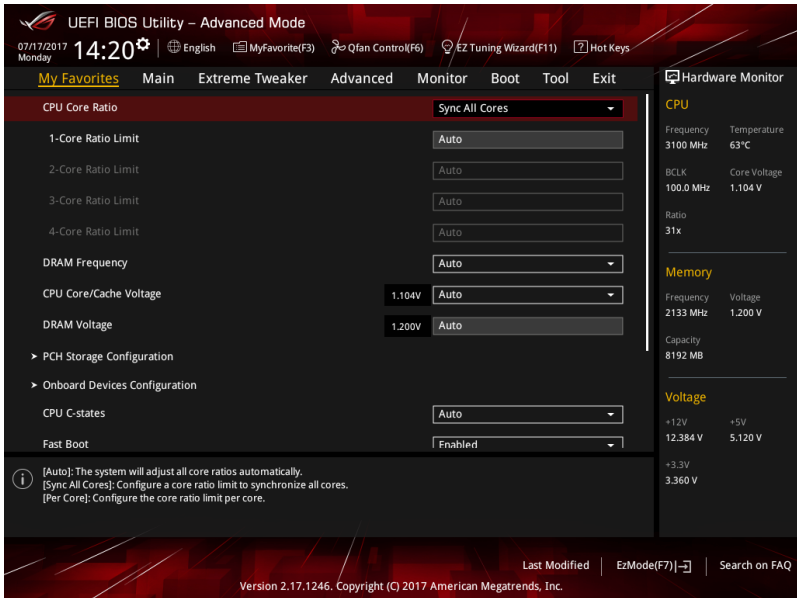 UEFI BIOS Utility – Advanced Mode
07/17/2017 Monday 14:20 English MyFavorite(F3) Qfan Control(F6) EZ Tuning Wizard(F11) ? Hot Keys
My Favorites Main Extreme Tweaker Advanced Monitor Boot Tool Exit
CPU Core Ratio Sync All Cores
1-Core Ratio Limit Auto
2-Core Ratio Limit Auto
3-Core Ratio Limit Auto
4-Core Ratio Limit Auto
DRAM Frequency Auto
CPU Core/Cache Voltage 1.104V Auto
DRAM Voltage 1.200V Auto
PCH Storage Configuration
Onboard Devices Configuration
CPU C-states Auto
Fast Boot Enabled
[Auto]: The system will adjust all core ratios automatically.
[Sync All Cores]: Configure a core ratio limit to synchronize all cores.
[Per Core]: Configure the core ratio limit per core.
Hardware Monitor
CPU
Frequency Temperature
3100 MHz 63°C
BCLK Core Voltage
100.0 MHz 1.104 V
Ratio
31x
Memory
Frequency Voltage
2133 MHz 1.200 V
Capacity
8192 MB
Voltage
+12V +5V
12.384 V 5.120 V
+3.3V
3.360 V
Last Modified EzMode(F7) Search on FAQ
Version 2.17.1246. Copyright (C) 2017 American Megatrends, Inc.